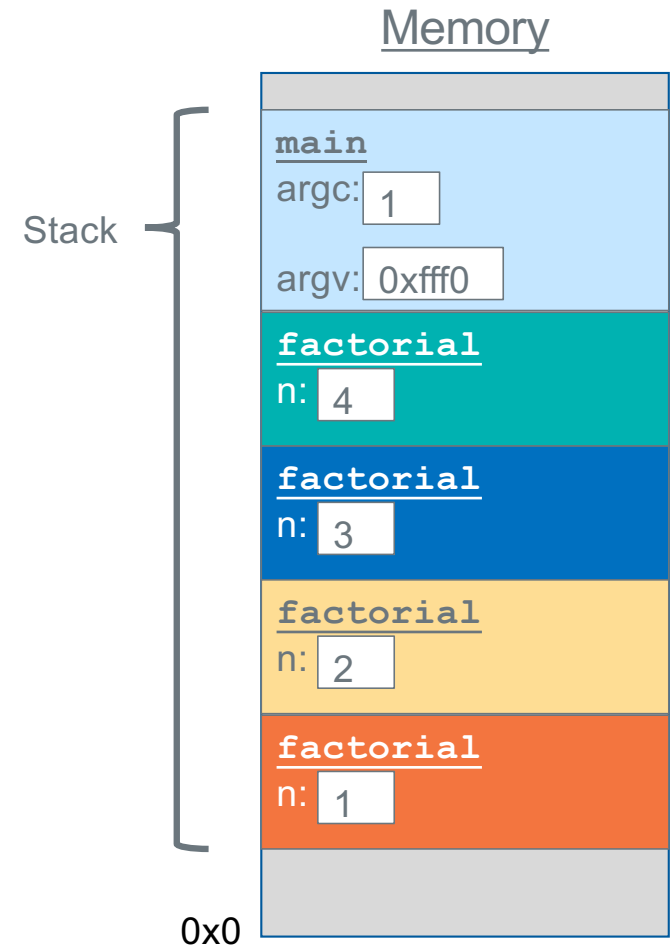 Memory
Stack
main
argc: 1
argv: 0xfff0
factorial
n: 4
factorial
n: 3
factorial
n: 2
factorial
n: 1
0x0